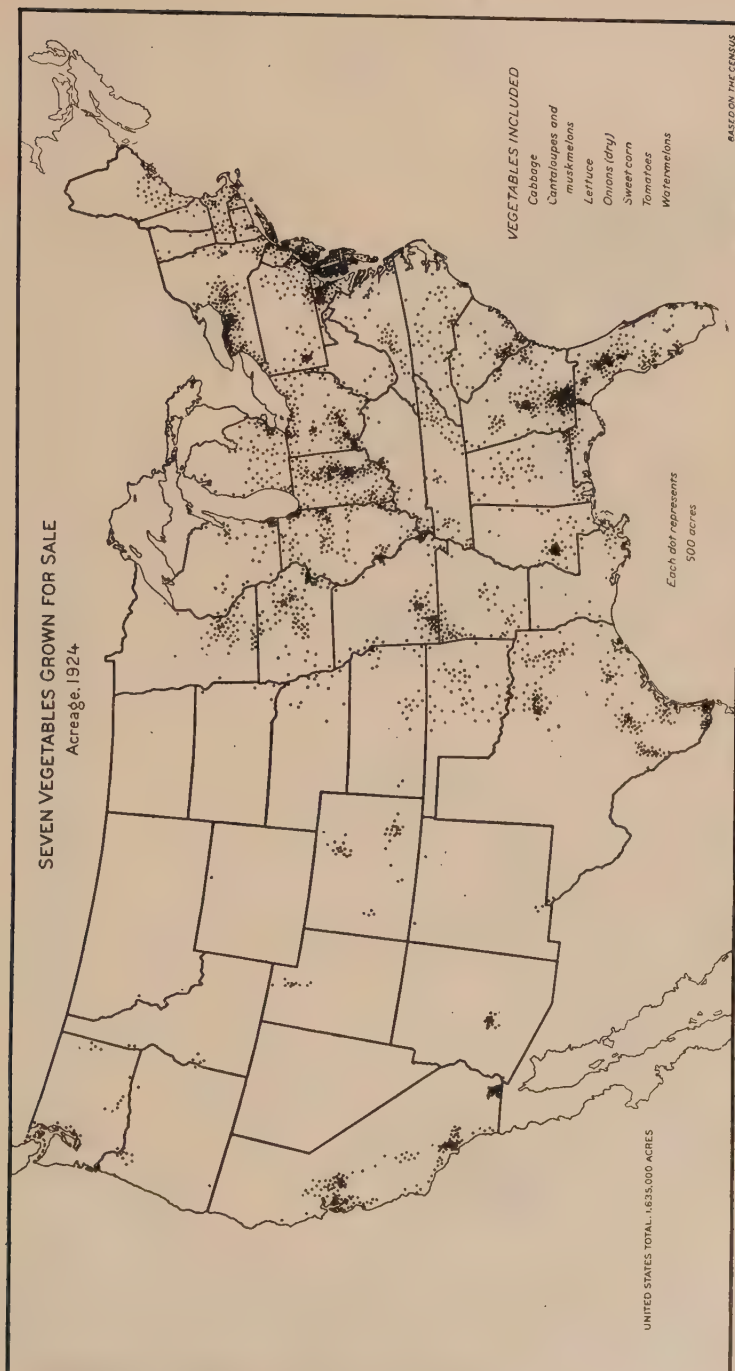 SEVEN VEGETABLES GROWN FOR SALE
Acreage, 1924
VEGETABLES INCLUDED
Cabbage
Cantaloupes and
muskmelons
Lettuce
Onions (dry)
Sweet corn
Tomatoes
Watermelons
Each dot represents
500 acres
UNITED STATES TOTAL, 1,635,000 ACRES
BASED ON THE CENSUS